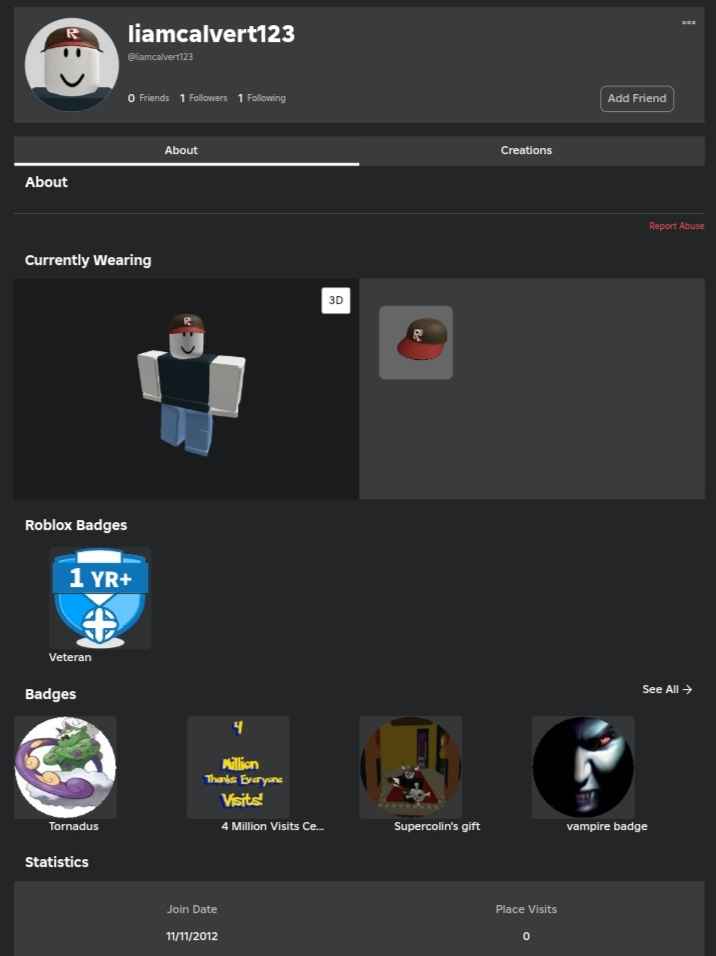 liamcalvert123
@liamcalvert123
0 Friends 1 Followers 1 Following
Add Friend
About Creations
About
Report Abuse
Currently Wearing
3D
Roblox Badges
1 YR+
Veteran
Badges
See All →
4
Million
Thanks Everyone
Visits!
Tornadus 4 Million Visits Ce... Supercolin's gift vampire badge
Statistics
Join Date Place Visits
11/11/2012 0